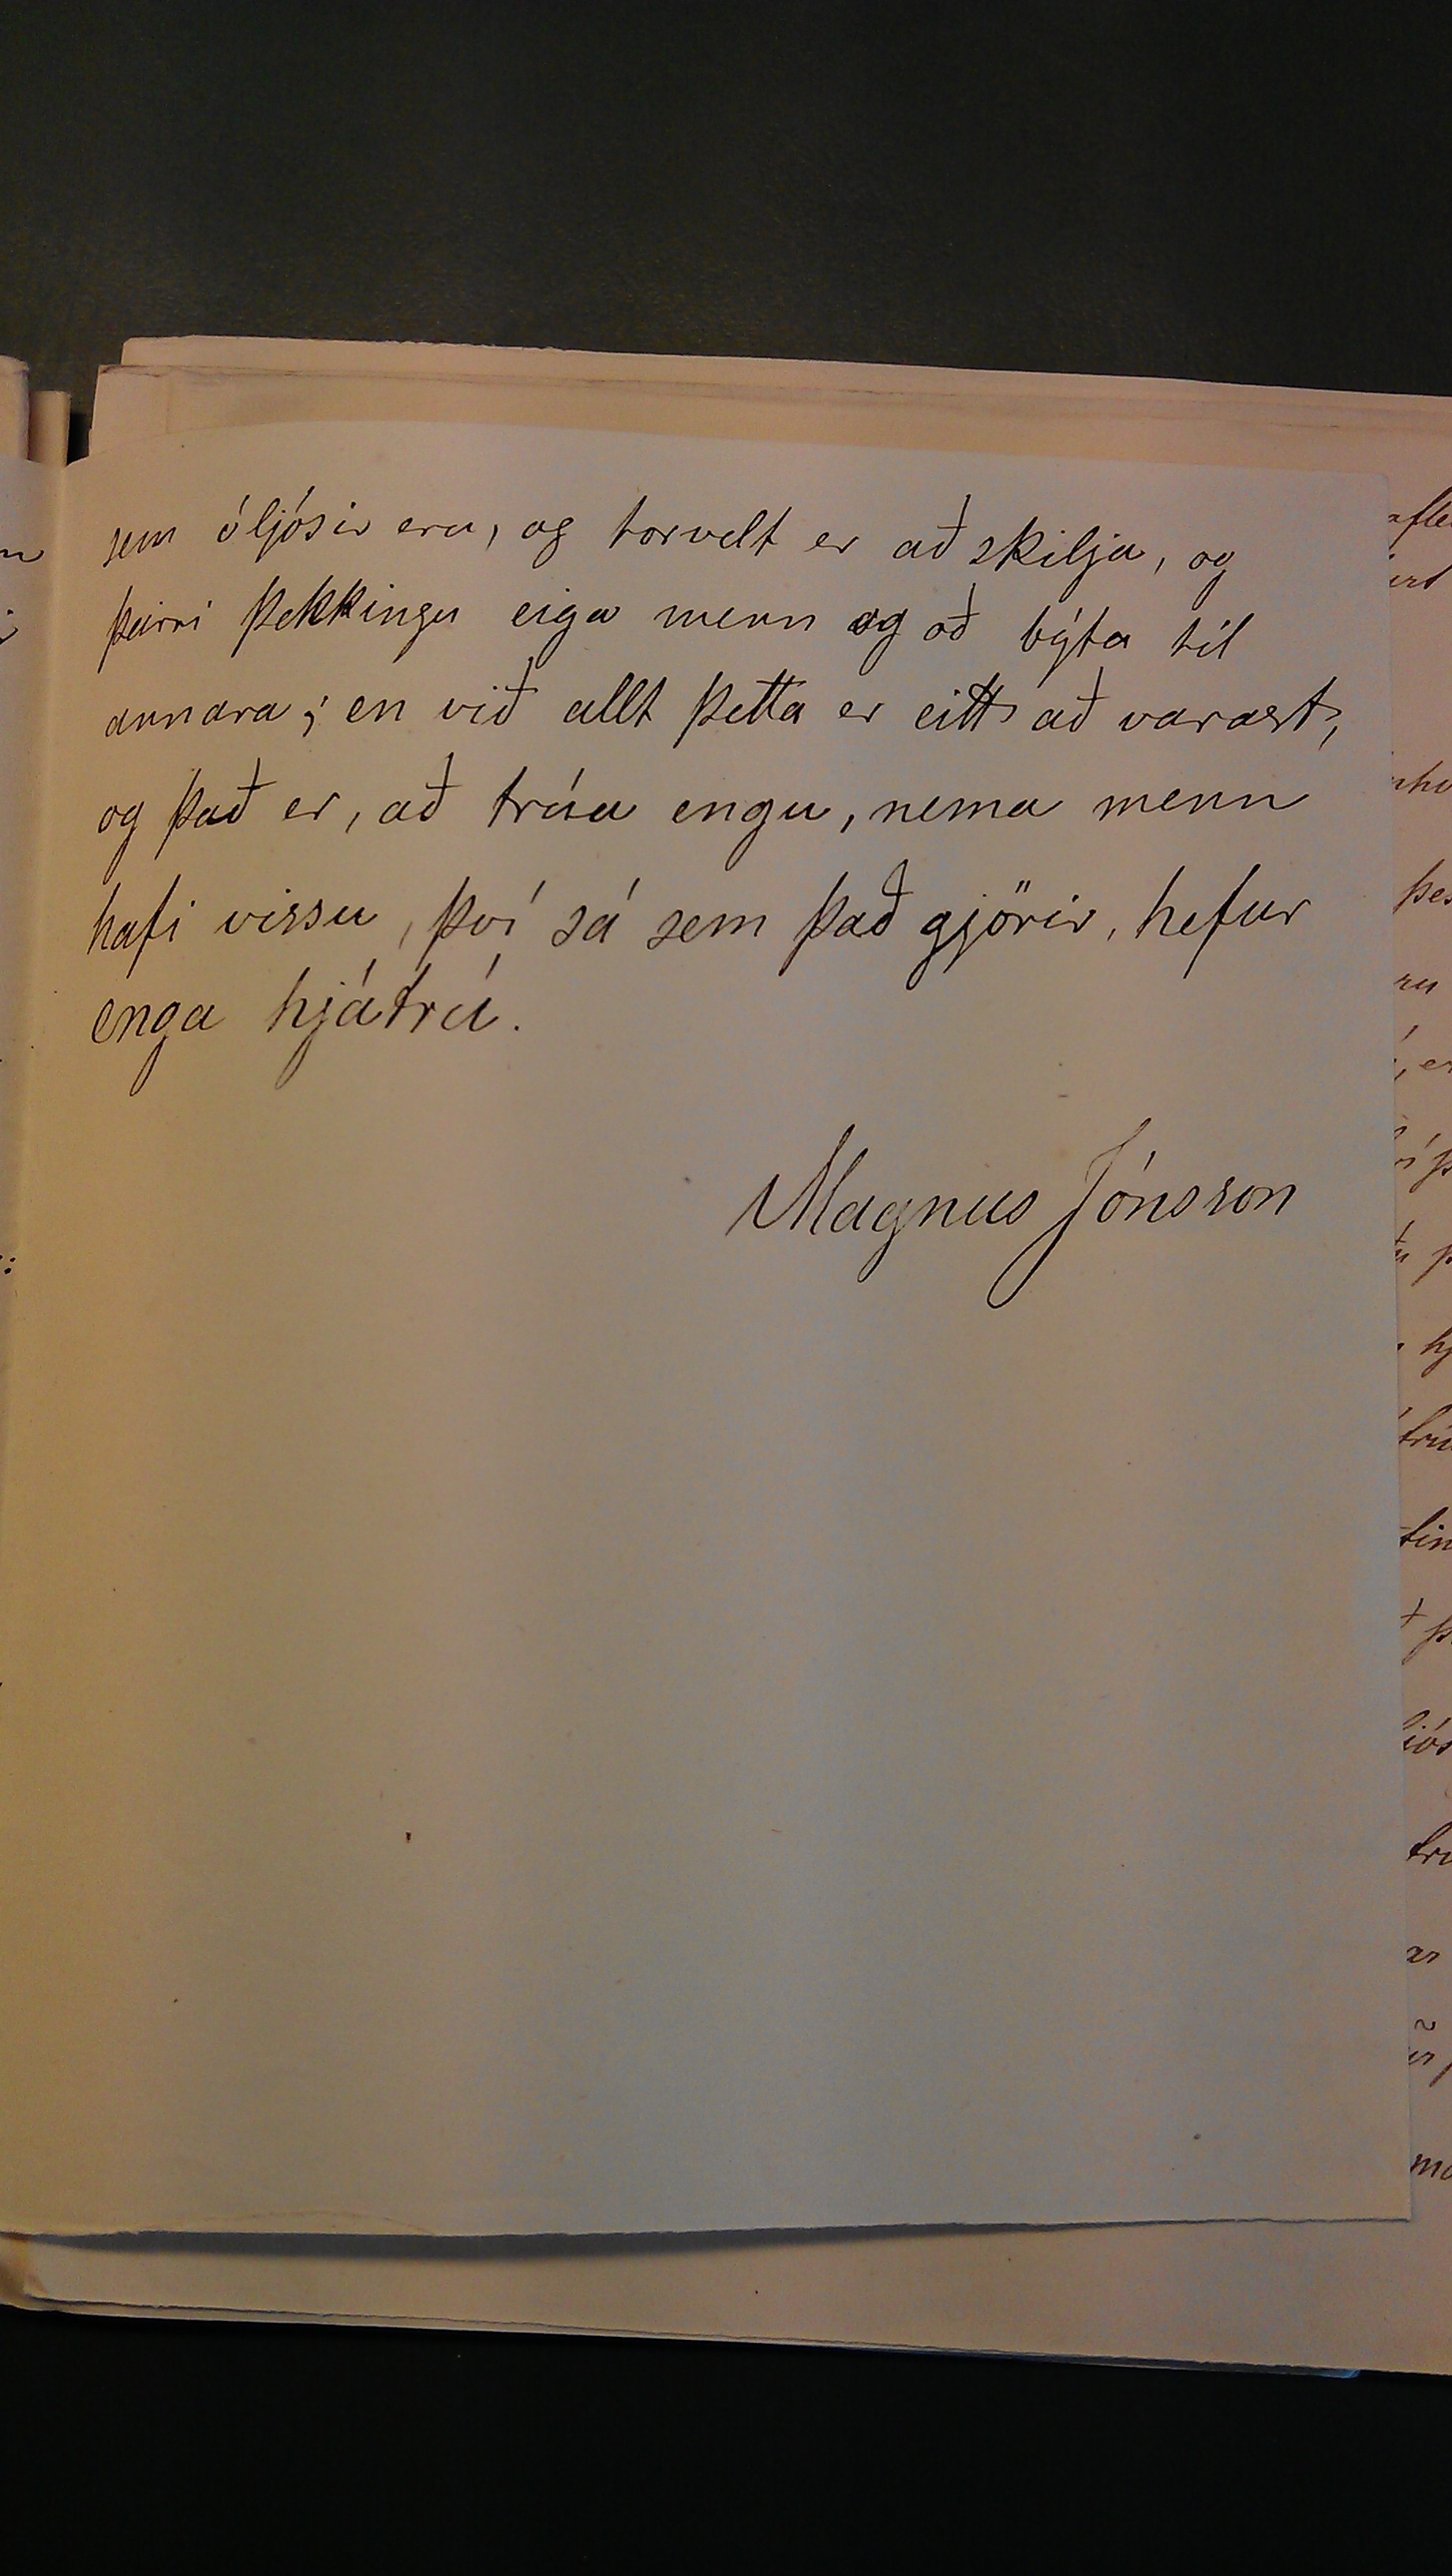 sem óljósir eru, og torvelt er að skilja, og
þeirri þekkingu eiga menn og að býta til
annara; en við allt þetta er eitt að varast,
og það er, að trúa engu, nema menn
hafi vissu, því sá sem það gjörir, hefur
enga hjátrú.
Magnus Jónsson